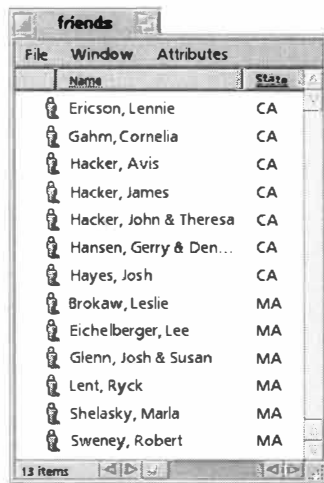 friends
File Window Attributes
Name State
Ericson, Lennie CA
Gahm, Cornelia CA
Hacker, Avis CA
Hacker, James CA
Hacker, John & Theresa CA
Hansen, Gerry & Den... CA
Hayes, Josh CA
Brokaw, Leslie MA
Eichelberger, Lee MA
Glenn, Josh & Susan MA
Lent, Ryck MA
Shelasky, Marla MA
Sweney, Robert MA
13 items